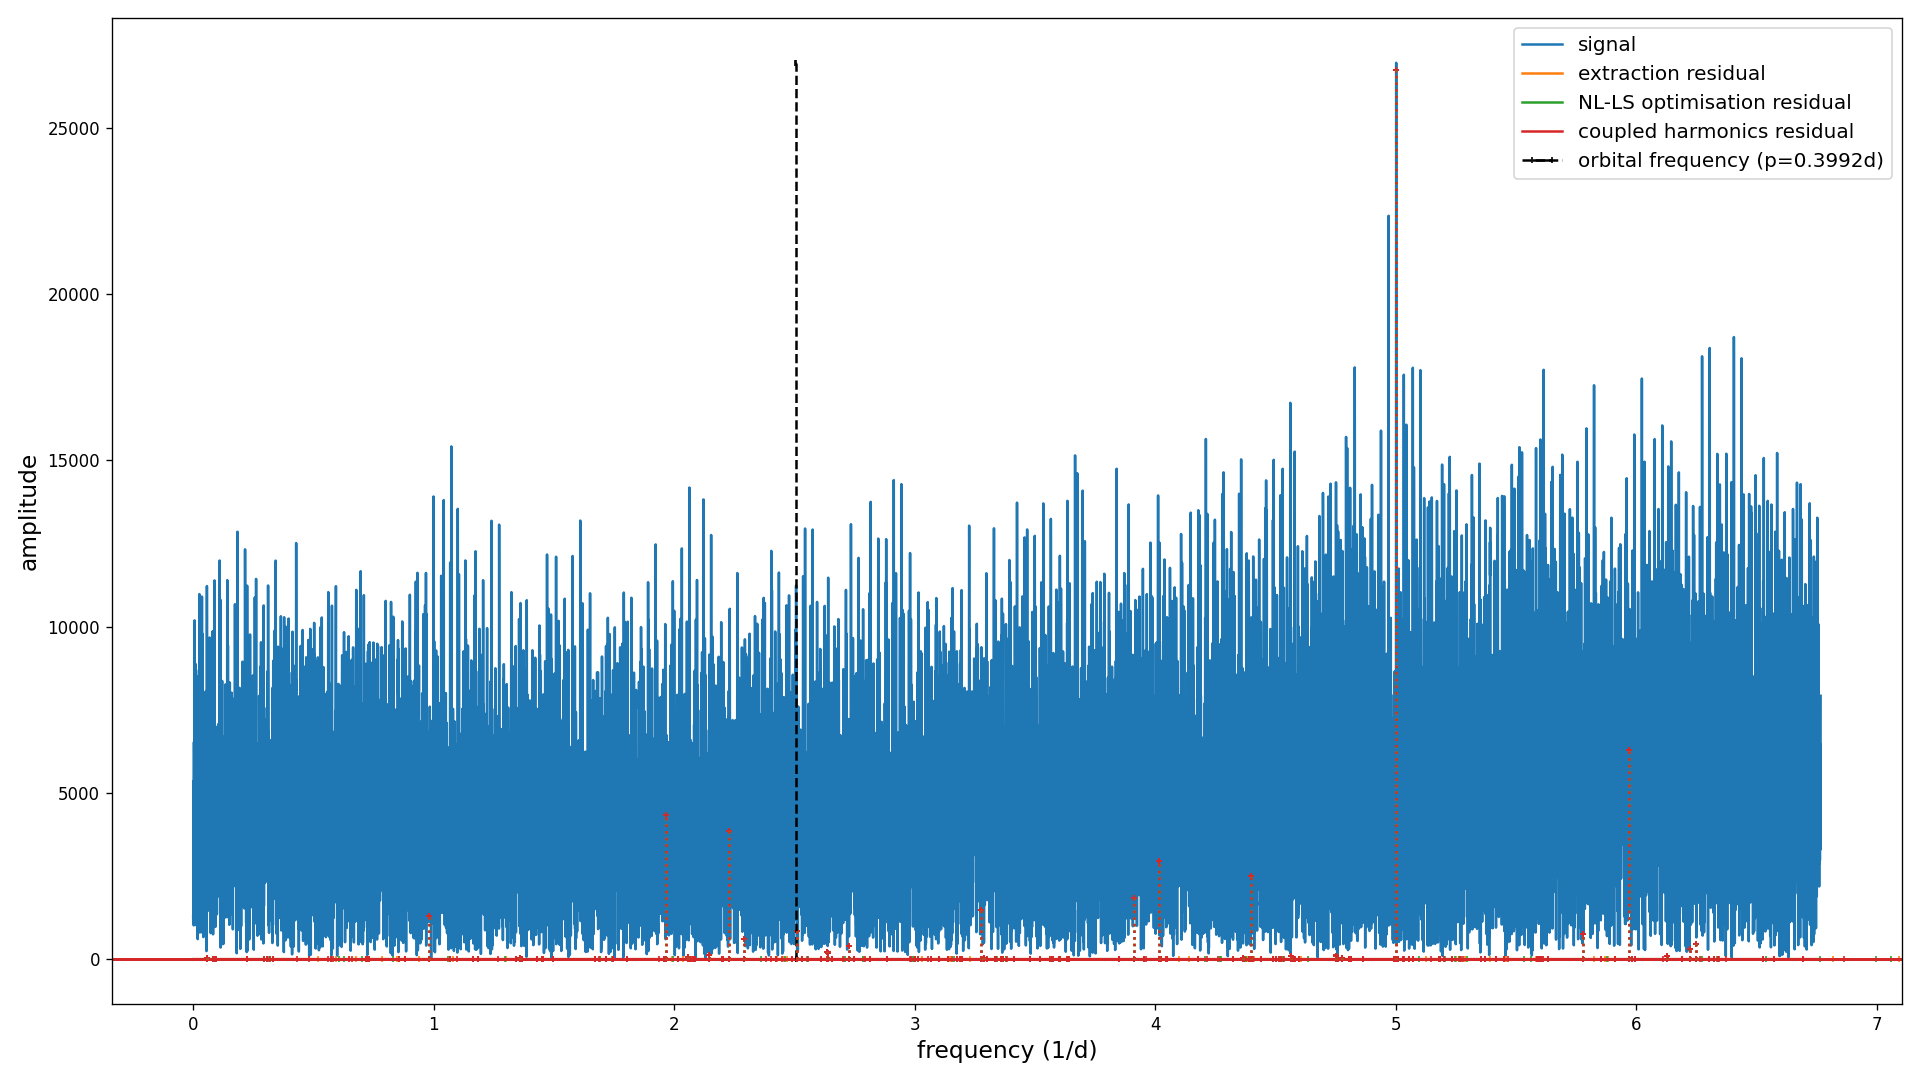 signal
extraction residual
NL-LS optimisation residual
coupled harmonics residual
orbital frequency (p=0.3992d)
25000
20000
15000
10000
5000
0
amplitude
0 1 2 3 4 5 6 7
frequency (1/d)